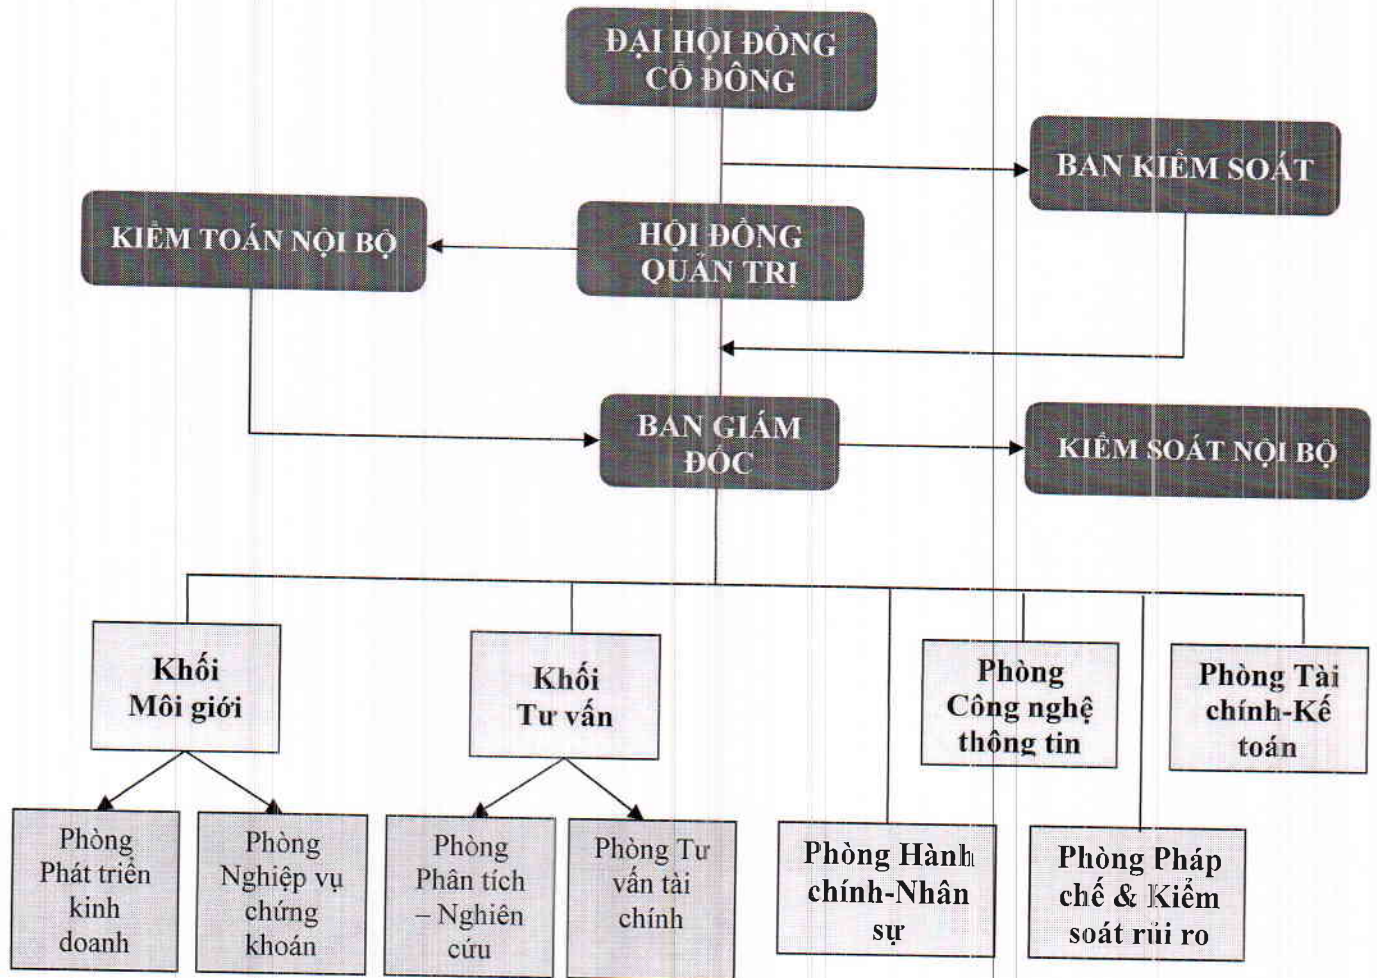 ĐẠI HỘI ĐỒNG
CỔ ĐÔNG
BAN KIỂM SOÁT
KIỂM TOÁN NỘI BỘ
HỘI ĐỒNG
QUẢN TRỊ
BAN GIÁM
ĐỐC
KIỂM SOÁT NỘI BỘ
Khối
Môi giới
Khối
Tư vấn
Phòng
Công nghệ
thông tin
Phòng Tài
chính-Kế
toán
Phòng
Phát triển
kinh
doanh
Phòng
Nghiệp vụ
chứng
khoán
Phòng
Phân tích
– Nghiên
cứu
Phòng Tư
vấn tài
chính
Phòng Hành
chính-Nhân
sự
Phòng Pháp
chế & Kiểm
soát rủi ro